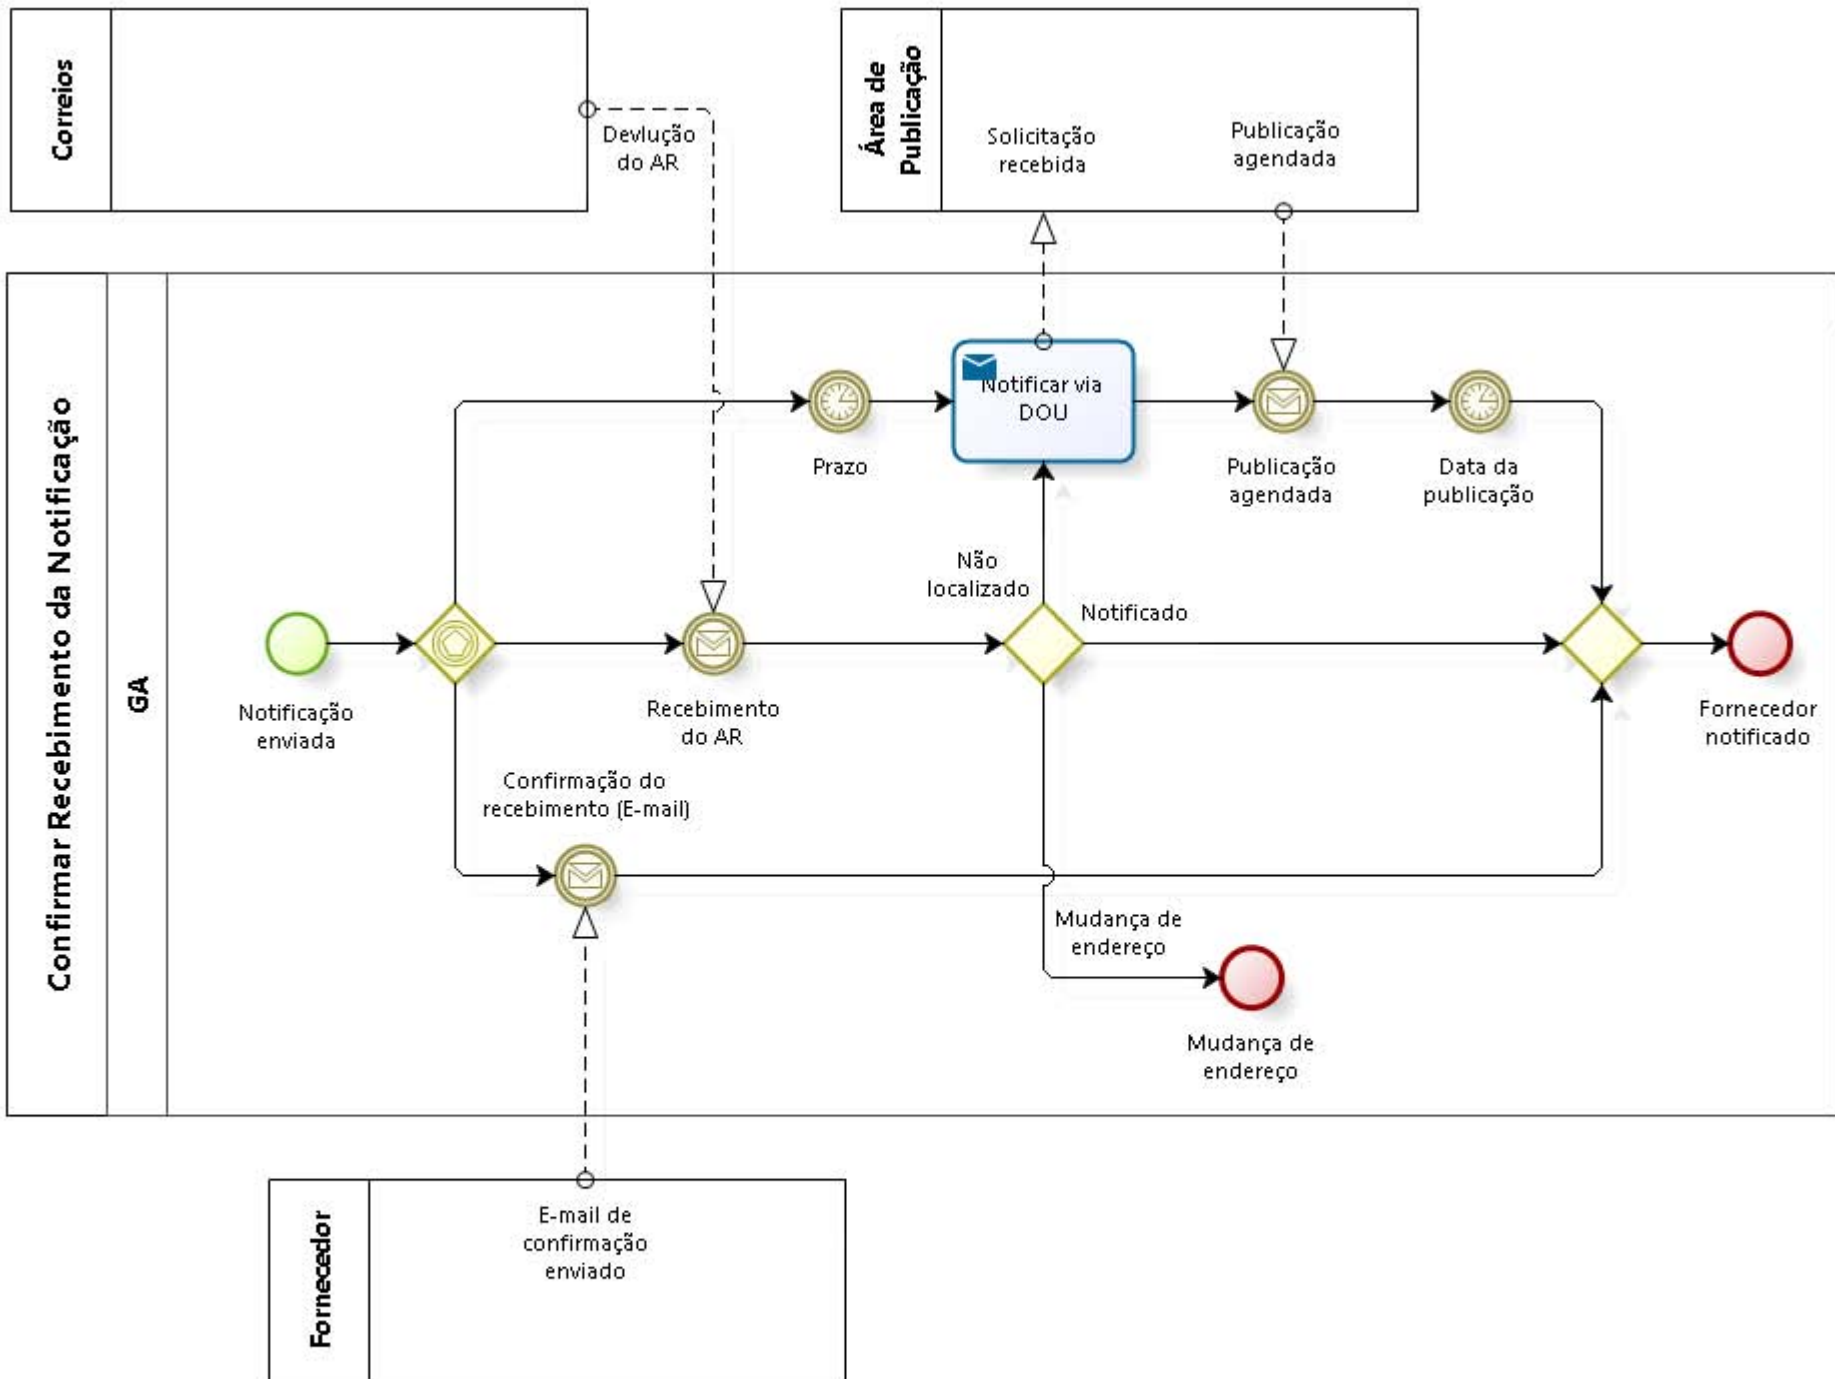 Correios
Devlução
do AR
Área de
Publicação
Solicitação
recebida
Publicação
agendada
Confirmar Recebimento da Notificação
GA
Notificar via
DOU
Prazo
Publicação
agendada
Data da
publicação
Não
localizado
Notificado
Notificação
enviada
Recebimento
do AR
Fornecedor
notificado
Confirmação do
recebimento (E-mail)
Mudança de
endereço
Mudança de
endereço
Fornecedor
E-mail de
confirmação
enviado